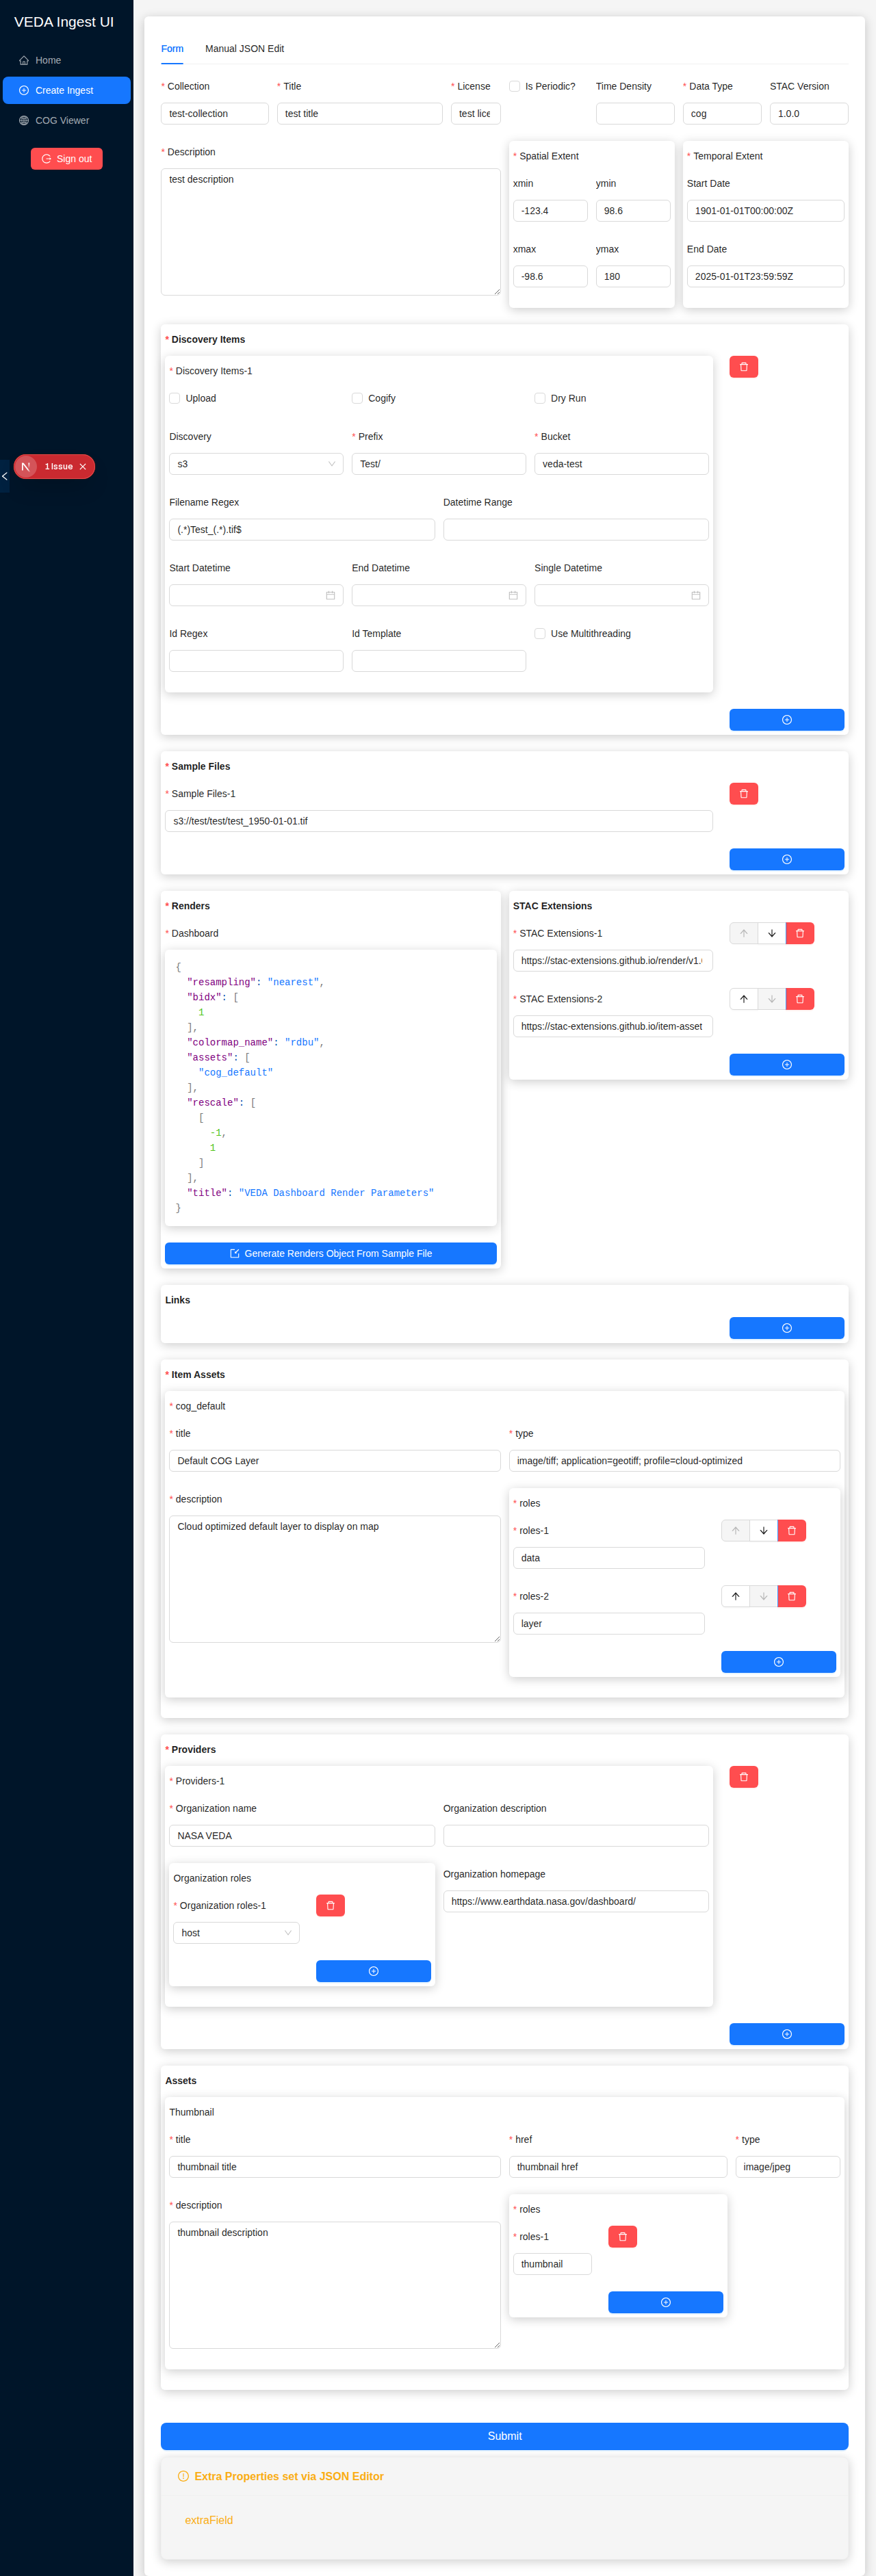 VEDA Ingest UI
Home
Create Ingest
COG Viewer
Sign out
1 Issue
Form Manual JSON Edit
* Collection * Title * License Is Periodic? Time Density * Data Type STAC Version
test-collection test title test lice cog 1.0.0
* Description
test description
* Spatial Extent
xmin ymin
-123.4 98.6
xmax ymax
-98.6 180
* Temporal Extent
Start Date
1901-01-01T00:00:00Z
End Date
2025-01-01T23:59:59Z
* Discovery Items
* Discovery Items-1
Upload Cogify Dry Run
Discovery * Prefix * Bucket
s3 Test/ veda-test
Filename Regex Datetime Range
(.*)Test_(.*).tif$
Start Datetime End Datetime Single Datetime
Id Regex Id Template Use Multithreading
* Sample Files
* Sample Files-1
s3://test/test/test_1950-01-01.tif
* Renders
* Dashboard
{
"resampling": "nearest",
"bidx": [
1
],
"colormap_name": "rdbu",
"assets": [
"cog_default"
],
"rescale": [
[
-1,
1
]
],
"title": "VEDA Dashboard Render Parameters"
}
Generate Renders Object From Sample File
STAC Extensions
* STAC Extensions-1
https://stac-extensions.github.io/render/v1.
* STAC Extensions-2
https://stac-extensions.github.io/item-asset
Links
* Item Assets
* cog_default
* title * type
Default COG Layer image/tiff; application=geotiff; profile=cloud-optimized
* description
Cloud optimized default layer to display on map
* roles
* roles-1
data
* roles-2
layer
* Providers
* Providers-1
* Organization name Organization description
NASA VEDA
Organization roles
* Organization roles-1
host
Organization homepage
https://www.earthdata.nasa.gov/dashboard/
Assets
Thumbnail
* title * href * type
thumbnail title thumbnail href image/jpeg
* description
thumbnail description
* roles
* roles-1
thumbnail
Submit
Extra Properties set via JSON Editor
extraField